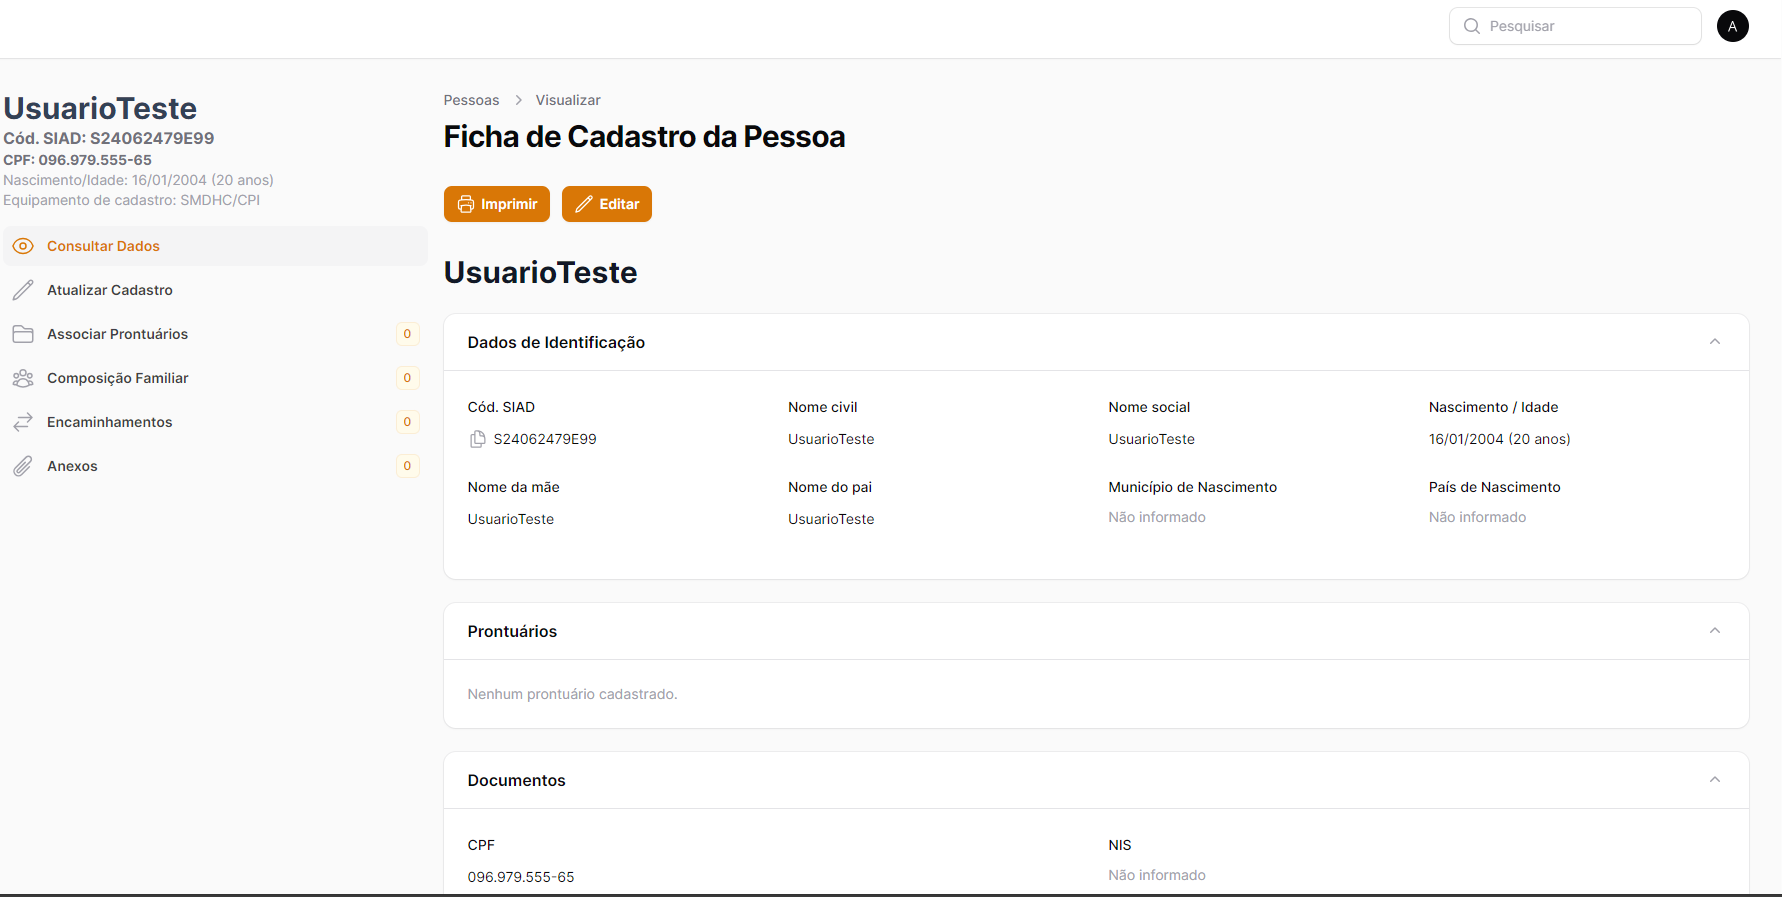 Pesquisar
A
UsuarioTeste
Cód. SIAD: S24062479E99
CPF: 096.979.555-65
Nascimento/Idade: 16/01/2004 (20 anos)
Equipamento de cadastro: SMDHC/CPI
Consultar Dados
Atualizar Cadastro
Associar Prontuários 0
Composição Familiar 0
Encaminhamentos 0
Anexos 0
Pessoas > Visualizar
Ficha de Cadastro da Pessoa
Imprimir Editar
UsuarioTeste
Dados de Identificação
Cód. SIAD Nome civil Nome social Nascimento / Idade
S24062479E99 UsuarioTeste UsuarioTeste 16/01/2004 (20 anos)
Nome da mãe Nome do pai Município de Nascimento País de Nascimento
UsuarioTeste UsuarioTeste Não informado Não informado
Prontuários
Nenhum prontuário cadastrado.
Documentos
CPF NIS
096.979.555-65 Não informado